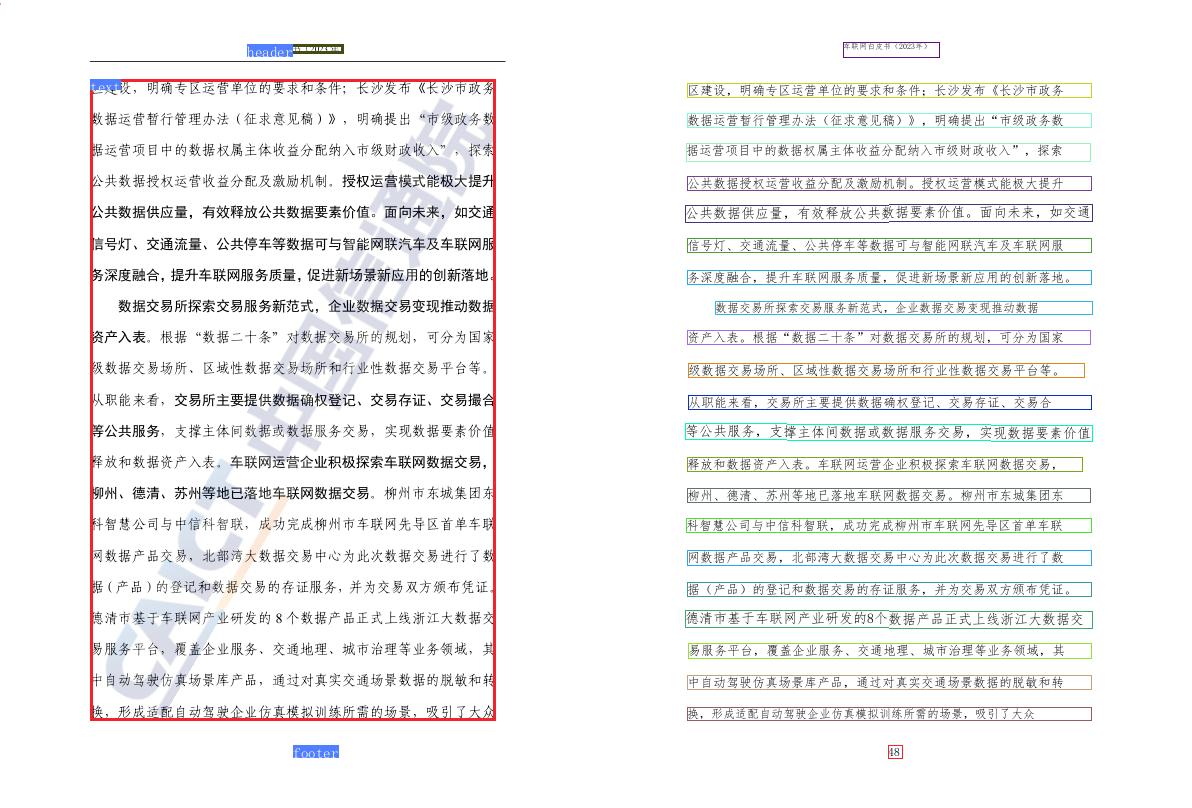 header
text
设，明确专区运营单位的要求和条件；长沙发布《长沙市政务
数据运营暂行管理办法（征求意见稿）》，明确提出“市级政务数
据运营项目中的数据权属主体收益分配纳入市级财政收入”，探索
公共数据授权运营收益分配及激励机制。授权运营模式能极大提升
公共数据供应量，有效释放公共数据要素价值。面向未来，如交通
信号灯、交通流量、公共停车等数据可与智能网联汽车及车联网服
务深度融合，提升车联网服务质量，促进新场景新应用的创新落地。
数据交易所探索交易服务新范式，企业数据交易变现推动数据
资产入表。根据“数据二十条”对数据交易所的规划，可分为国家
级数据交易场所、区域性数据交易场所和行业性数据交易平台等。
从职能来看，交易所主要提供数据确权登记、交易存证、交易撮合
等公共服务，支撑主体间数据或数据服务交易，实现数据要素价值
释放和数据资产入表。车联网运营企业积极探索车联网数据交易，
柳州、德清、苏州等地已落地车联网数据交易。柳州市东城集团东
科智慧公司与中信科智联，成功完成柳州市车联网先导区首单车联
网数据产品交易，北部湾大数据交易中心为此次数据交易进行了数
据（产品）的登记和数据交易的存证服务，并为交易双方颁布凭证。
德清市基于车联网产业研发的 8 个数据产品正式上线浙江大数据交
易服务平台，覆盖企业服务、交通地理、城市治理等业务领域，其
中自动驾驶仿真场景库产品，通过对真实交通场景数据的脱敏和转
换，形成适配自动驾驶企业仿真模拟训练所需的场景，吸引了大众
CAICT 中国信通院
footer
车联网白皮书（2023年）
区建设，明确专区运营单位的要求和条件；长沙发布《长沙市政务
数据运营暂行管理办法（征求意见稿）》，明确提出“市级政务数
据运营项目中的数据权属主体收益分配纳入市级财政收入”，探索
公共数据授权运营收益分配及激励机制。授权运营模式能极大提升
公共数据供应量，有效释放公共数据要素价值。面向未来，如交通
信号灯、交通流量、公共停车等数据可与智能网联汽车及车联网服
务深度融合，提升车联网服务质量，促进新场景新应用的创新落地。
数据交易所探索交易服务新范式，企业数据交易变现推动数据
资产入表。根据“数据二十条”对数据交易所的规划，可分为国家
级数据交易场所、区域性数据交易场所和行业性数据交易平台等。
从职能来看，交易所主要提供数据确权登记、交易存证、交易合
等公共服务，支撑主体间数据或数据服务交易，实现数据要素价值
释放和数据资产入表。车联网运营企业积极探索车联网数据交易，
柳州、德清、苏州等地已落地车联网数据交易。柳州市东城集团东
科智慧公司与中信科智联，成功完成柳州市车联网先导区首单车联
网数据产品交易，北部湾大数据交易中心为此次数据交易进行了数
据（产品）的登记和数据交易的存证服务，并为交易双方颁布凭证。
德清市基于车联网产业研发的8个数据产品正式上线浙江大数据交
易服务平台，覆盖企业服务、交通地理、城市治理等业务领域，其
中自动驾驶仿真场景库产品，通过对真实交通场景数据的脱敏和转
换，形成适配自动驾驶企业仿真模拟训练所需的场景，吸引了大众
48